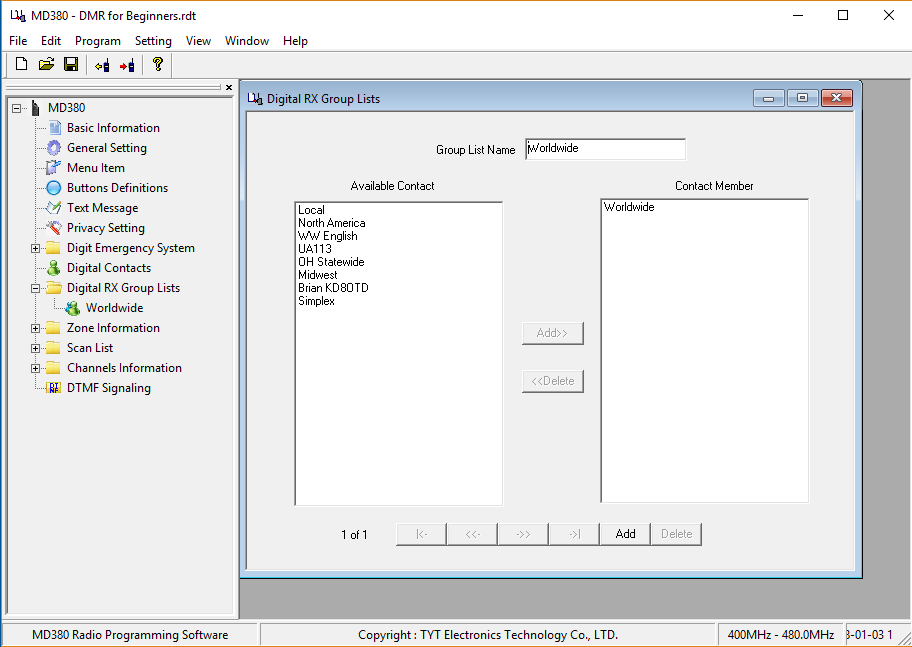 MD380 - DMR for Beginners.rdt
File Edit Program Setting View Window Help
MD380
Basic Information
General Setting
Menu Item
Buttons Definitions
Text Message
Privacy Setting
Digit Emergency System
Digital Contacts
Digital RX Group Lists
Worldwide
Zone Information
Scan List
Channels Information
DTMF Signaling
Digital RX Group Lists
Group List Name Worldwide
Available Contact
Local
North America
WW English
UA113
OH Statewide
Midwest
Brian KD8OTD
Simplex
Add>>
<<Delete
Contact Member
Worldwide
1 of 1 |<- <<- ->> ->| Add Delete
MD380 Radio Programming Software Copyright : TYT Electronics Technology Co., LTD. 400MHz - 480.0MHz 3-01-03 1